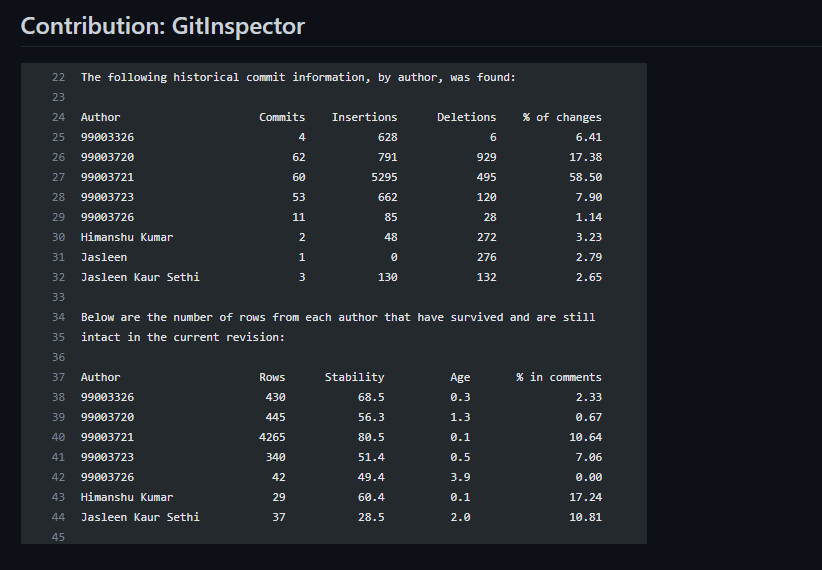 Contribution: GitInspector
22 The following historical commit information, by author, was found:
23
24 Author Commits Insertions Deletions % of changes
25 99003326 4 628 6 6.41
26 99003720 62 791 929 17.38
27 99003721 60 5295 495 58.50
28 99003723 53 662 120 7.90
29 99003726 11 85 28 1.14
30 Himanshu Kumar 2 48 272 3.23
31 Jasleen 1 0 276 2.79
32 Jasleen Kaur Sethi 3 130 132 2.65
33
34 Below are the number of rows from each author that have survived and are still
35 intact in the current revision:
36
37 Author Rows Stability Age % in comments
38 99003326 430 68.5 0.3 2.33
39 99003720 445 56.3 1.3 0.67
40 99003721 4265 80.5 0.1 10.64
41 99003723 340 51.4 0.5 7.06
42 99003726 42 49.4 3.9 0.00
43 Himanshu Kumar 29 60.4 0.1 17.24
44 Jasleen Kaur Sethi 37 28.5 2.0 10.81
45